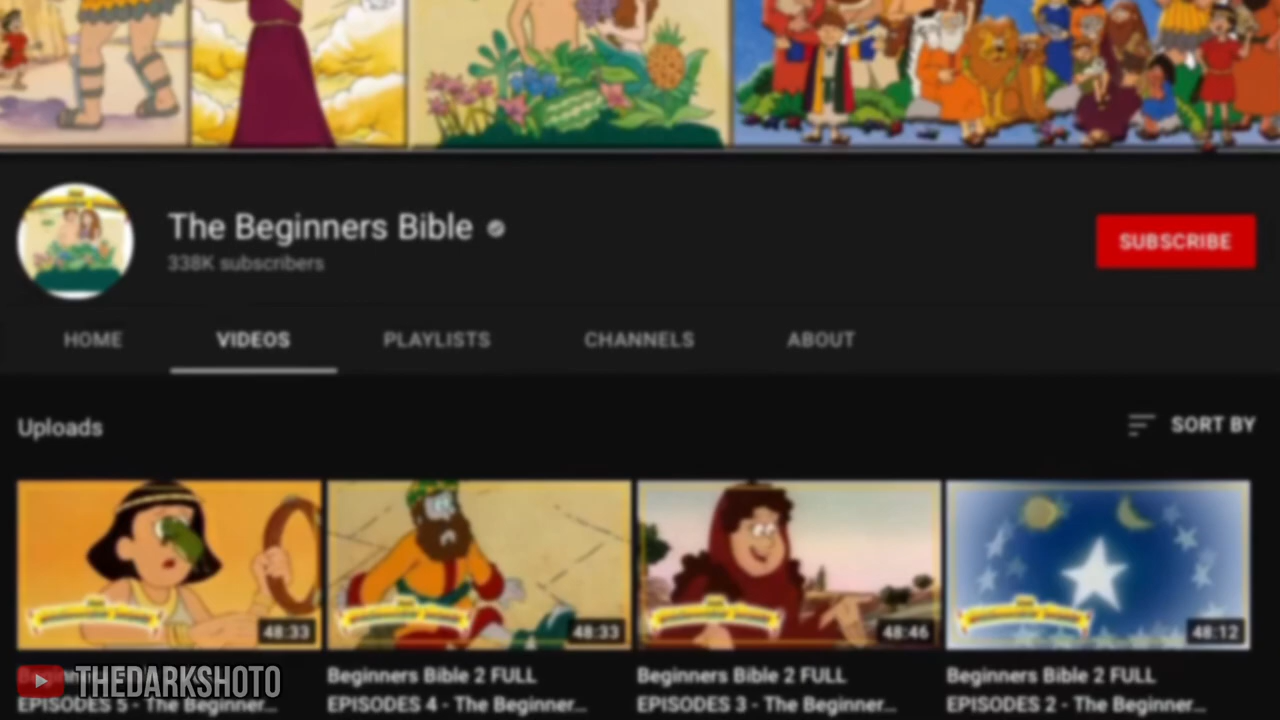 The Beginners Bible
338K subscribers
SUBSCRIBE
HOME VIDEOS PLAYLISTS CHANNELS ABOUT
Uploads
SORT BY
48:33 48:33 48:46 48:12
Beginners Bible 2 FULL Beginners Bible 2 FULL Beginners Bible 2 FULL
THEDARKSHOTO
EPISODES 5 - The Beginner... EPISODES 4 - The Beginner... EPISODES 3 - The Beginner... EPISODES 2 - The Beginner...